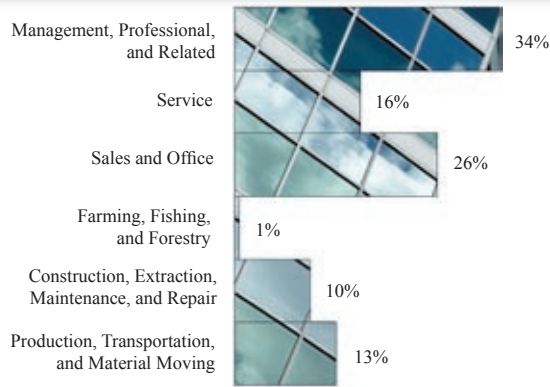 Management, Professional,
and Related
34%
Service
16%
Sales and Office
26%
Farming, Fishing,
and Forestry
1%
Construction, Extraction,
Maintenance, and Repair
10%
Production, Transportation,
and Material Moving
13%